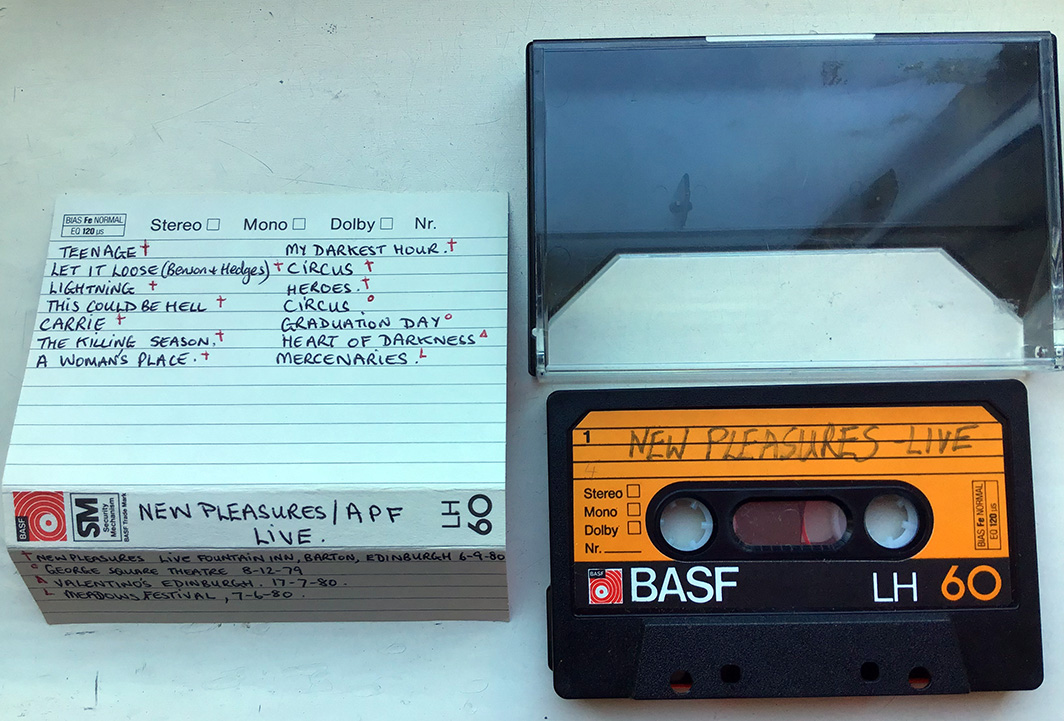 BIAS Fe NORMAL
EQ 120 µs
Stereo Mono Dolby Nr.
TEENAGE † MY DARKEST HOUR. †
LET IT LOOSE (Benson & Hedges) † CIRCUS †
LIGHTNING † HEROES. †
THIS COULD BE HELL † CIRCUS. o
CARRIE † GRADUATION DAY o
THE KILLING SEASON. † HEART OF DARKNESS Δ
A WOMAN'S PLACE. † MERCENARIES. L
BASF
SM
Security
Mechanism
BASF Trade Mark
NEW PLEASURES / APF
LIVE.
LH
60
† NEW PLEASURES LIVE FOUNTAIN INN, BARTON, EDINBURGH 6-9-80
o GEORGE SQUARE THEATRE 8-12-79
Δ VALENTINO'S EDINBURGH. 17-7-80.
L MEADOWS FESTIVAL, 7-6-80.
1
NEW PLEASURES - LIVE
4
Stereo
Mono
Dolby
Nr.
BIAS Fe NORMAL
EQ 120 µs
BASF
BASF LH 60